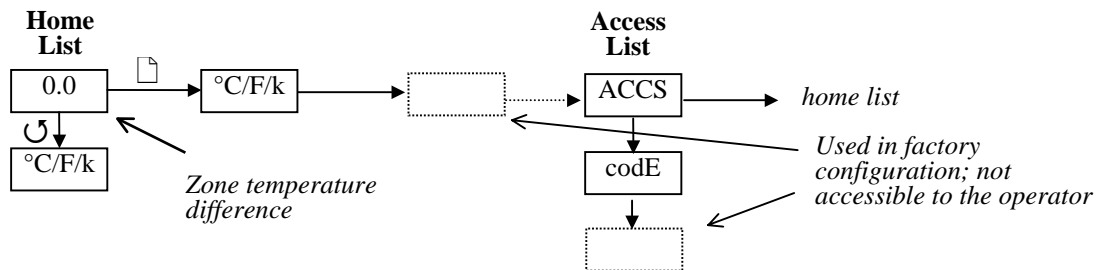 Home
List
0.0
°C/F/k
°C/F/k
Zone temperature
difference
Access
List
ACCS
codE
home list
Used in factory
configuration; not
accessible to the operator